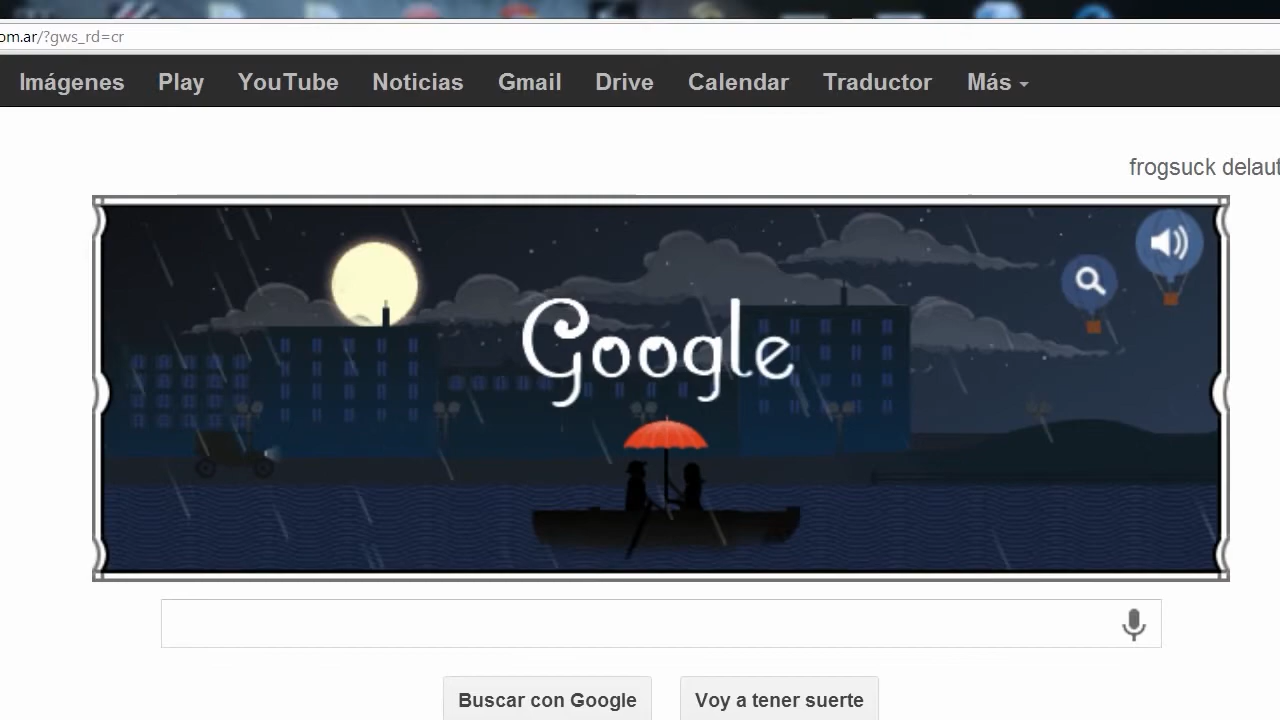 om.ar/?gws_rd=cr
Imágenes Play YouTube Noticias Gmail Drive Calendar Traductor Más
frogsuck delaut
Google
Buscar con Google Voy a tener suerte